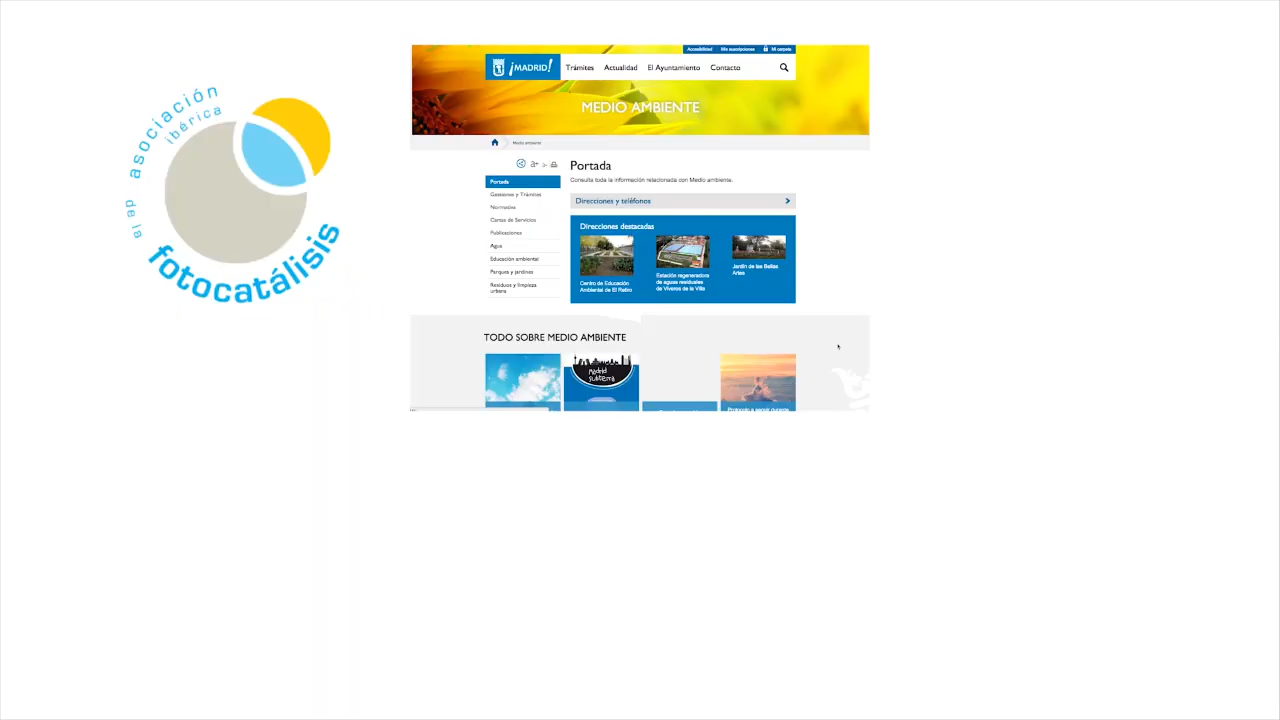 asociación
ibérica
de la
fotocatálisis
Accesibilidad Mis suscripciones Mi carpeta
¡MADRID!
Trámites Actualidad El Ayuntamiento Contacto
MEDIO AMBIENTE
Medio ambiente
a+ a-
Portada
Gestiones y Trámites
Normativa
Cartas de Servicios
Publicaciones
Agua
Educación ambiental
Parques y jardines
Residuos y limpieza
urbana
Portada
Consulta toda la información relacionada con Medio ambiente.
Direcciones y teléfonos
Direcciones destacadas
Centro de Educación
Ambiental de El Retiro
Estación regeneradora
de aguas residuales
de Viveros de la Villa
Jardín de las Bellas
Artes
TODO SOBRE MEDIO AMBIENTE
Madrid
subterra
Protocolo a seguir durante